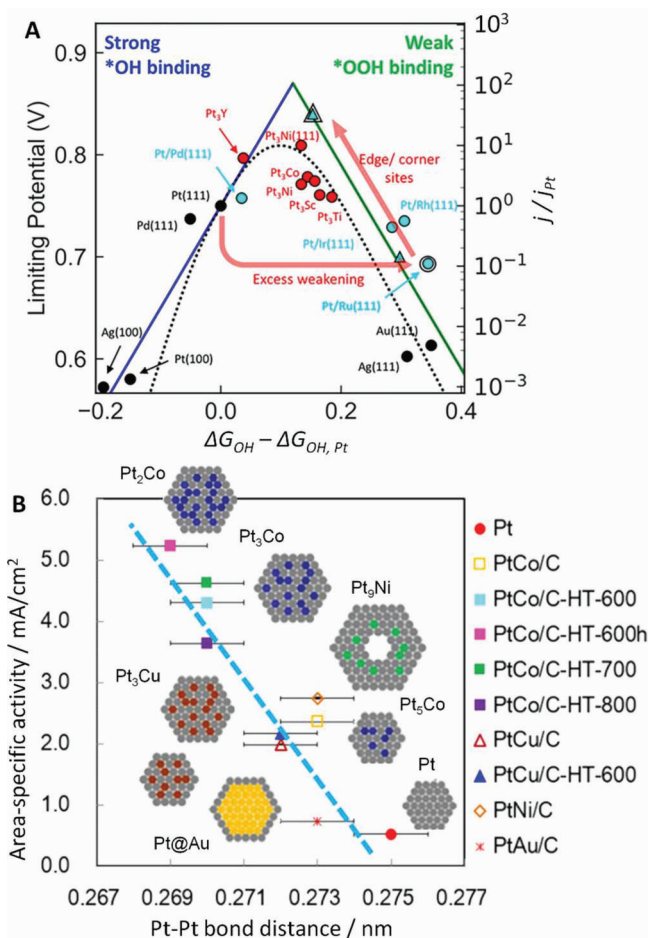 A
Strong
*OH binding
Weak
*OOH binding
Limiting Potential (V)
0.9
0.8
0.7
0.6
j / jPt
10³
10²
10¹
10⁰
10⁻¹
10⁻²
10⁻³
Pt₃Y
Pt/Pd(111)
Pt(111)
Pd(111)
Ag(100)
Pt(100)
Pt₃Ni(111)
Pt₃Co
Pt₃Ni
Pt₃Sc
Pt₃Ti
Edge/ corner
sites
Pt/Rh(111)
Pt/Ir(111)
Excess weakening
Pt/Ru(111)
Au(111)
Ag(111)
−0.2
0.0
0.2
0.4
ΔGOH − ΔGOH, Pt
B
Area-specific activity / mA/cm²
6.0
5.0
4.0
3.0
2.0
1.0
0.0
Pt₂Co
Pt₃Co
Pt₉Ni
Pt₃Cu
Pt₅Co
Pt
Pt@Au
0.267
0.269
0.271
0.273
0.275
0.277
Pt-Pt bond distance / nm
Pt
PtCo/C
PtCo/C-HT-600
PtCo/C-HT-600h
PtCo/C-HT-700
PtCo/C-HT-800
PtCu/C
PtCu/C-HT-600
PtNi/C
PtAu/C